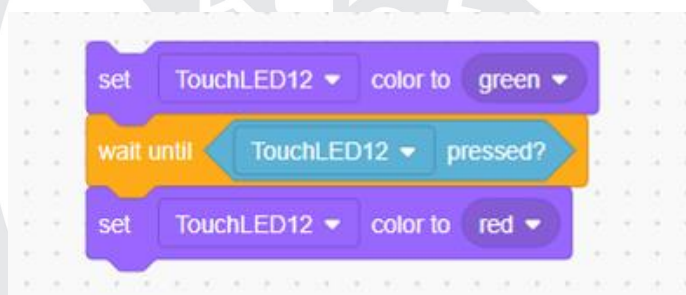 set TouchLED12 color to green
wait until TouchLED12 pressed?
set TouchLED12 color to red